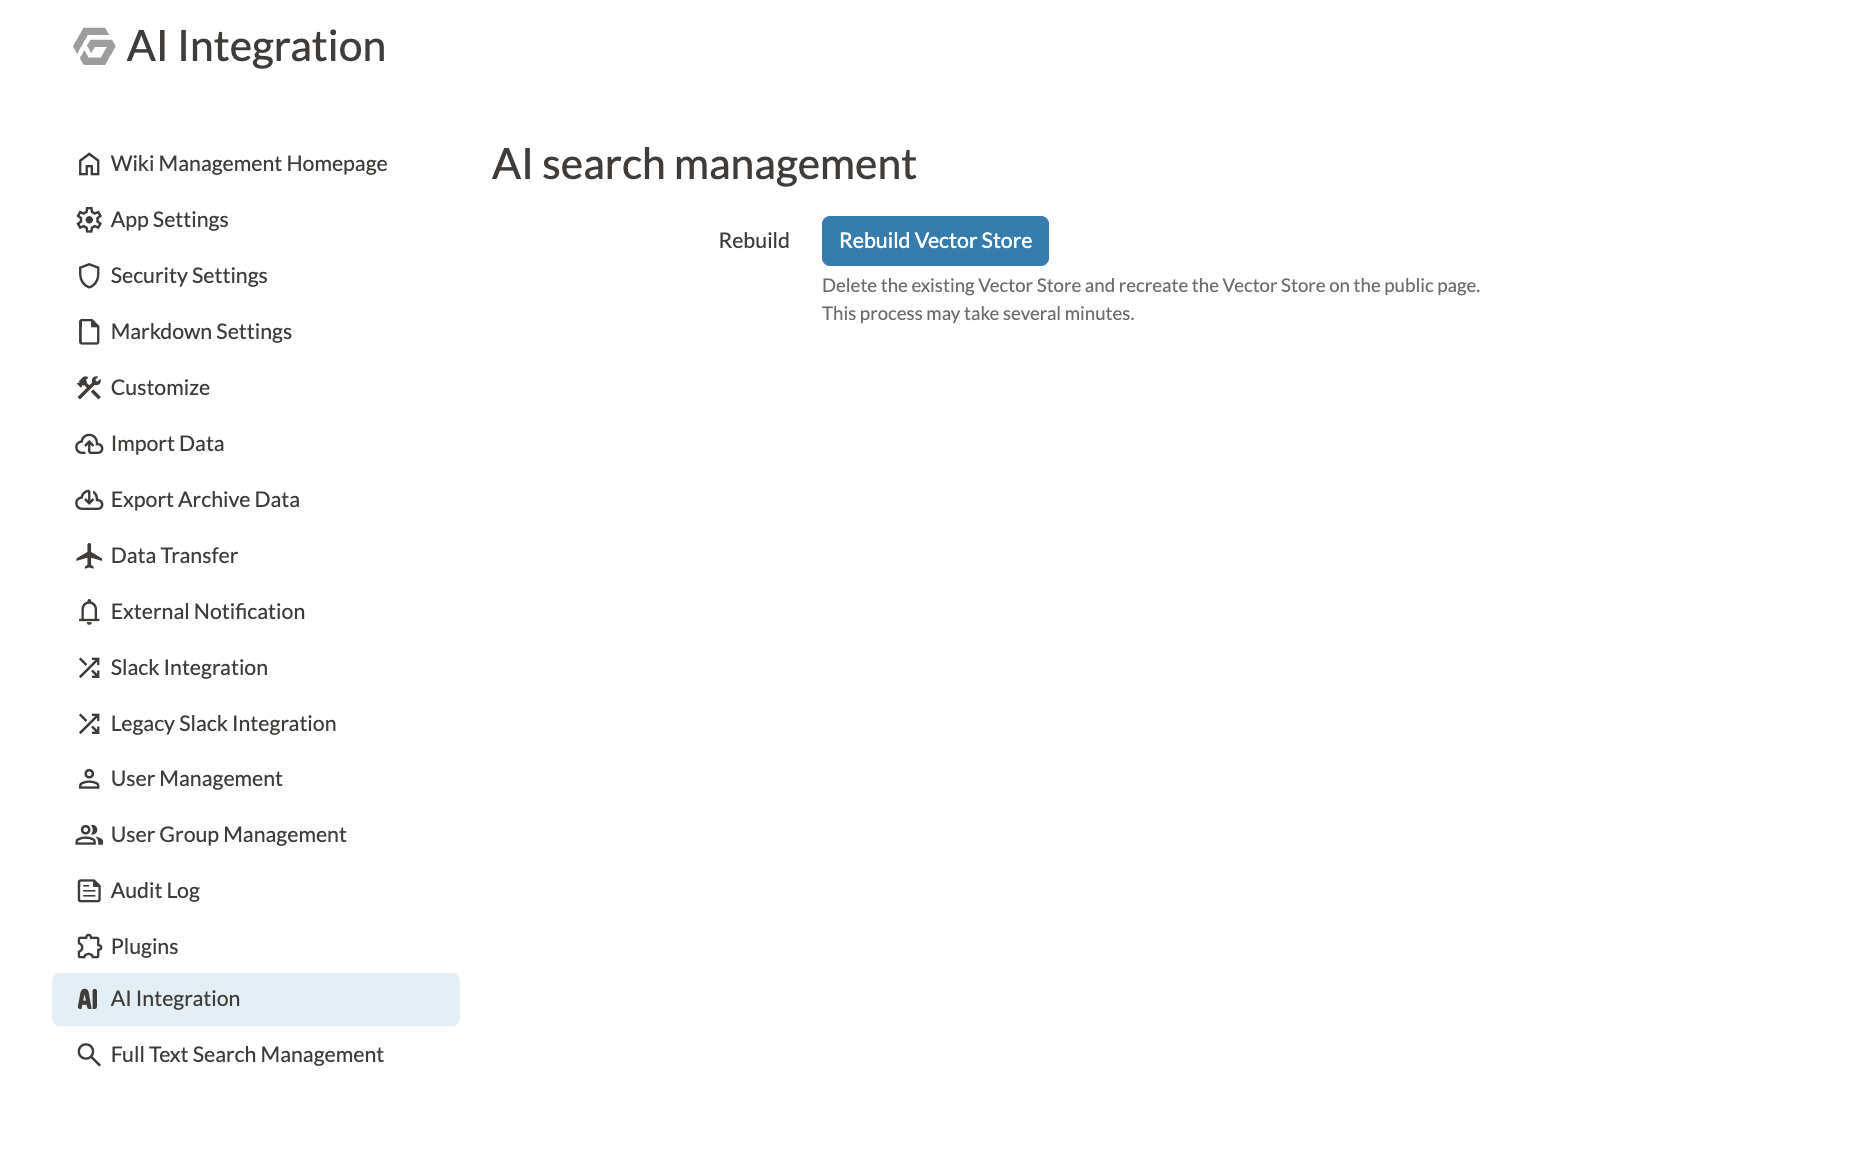 AI Integration
Wiki Management Homepage
App Settings
Security Settings
Markdown Settings
Customize
Import Data
Export Archive Data
Data Transfer
External Notification
Slack Integration
Legacy Slack Integration
User Management
User Group Management
Audit Log
Plugins
AI AI Integration
Full Text Search Management
AI search management
Rebuild
Rebuild Vector Store
Delete the existing Vector Store and recreate the Vector Store on the public page.
This process may take several minutes.